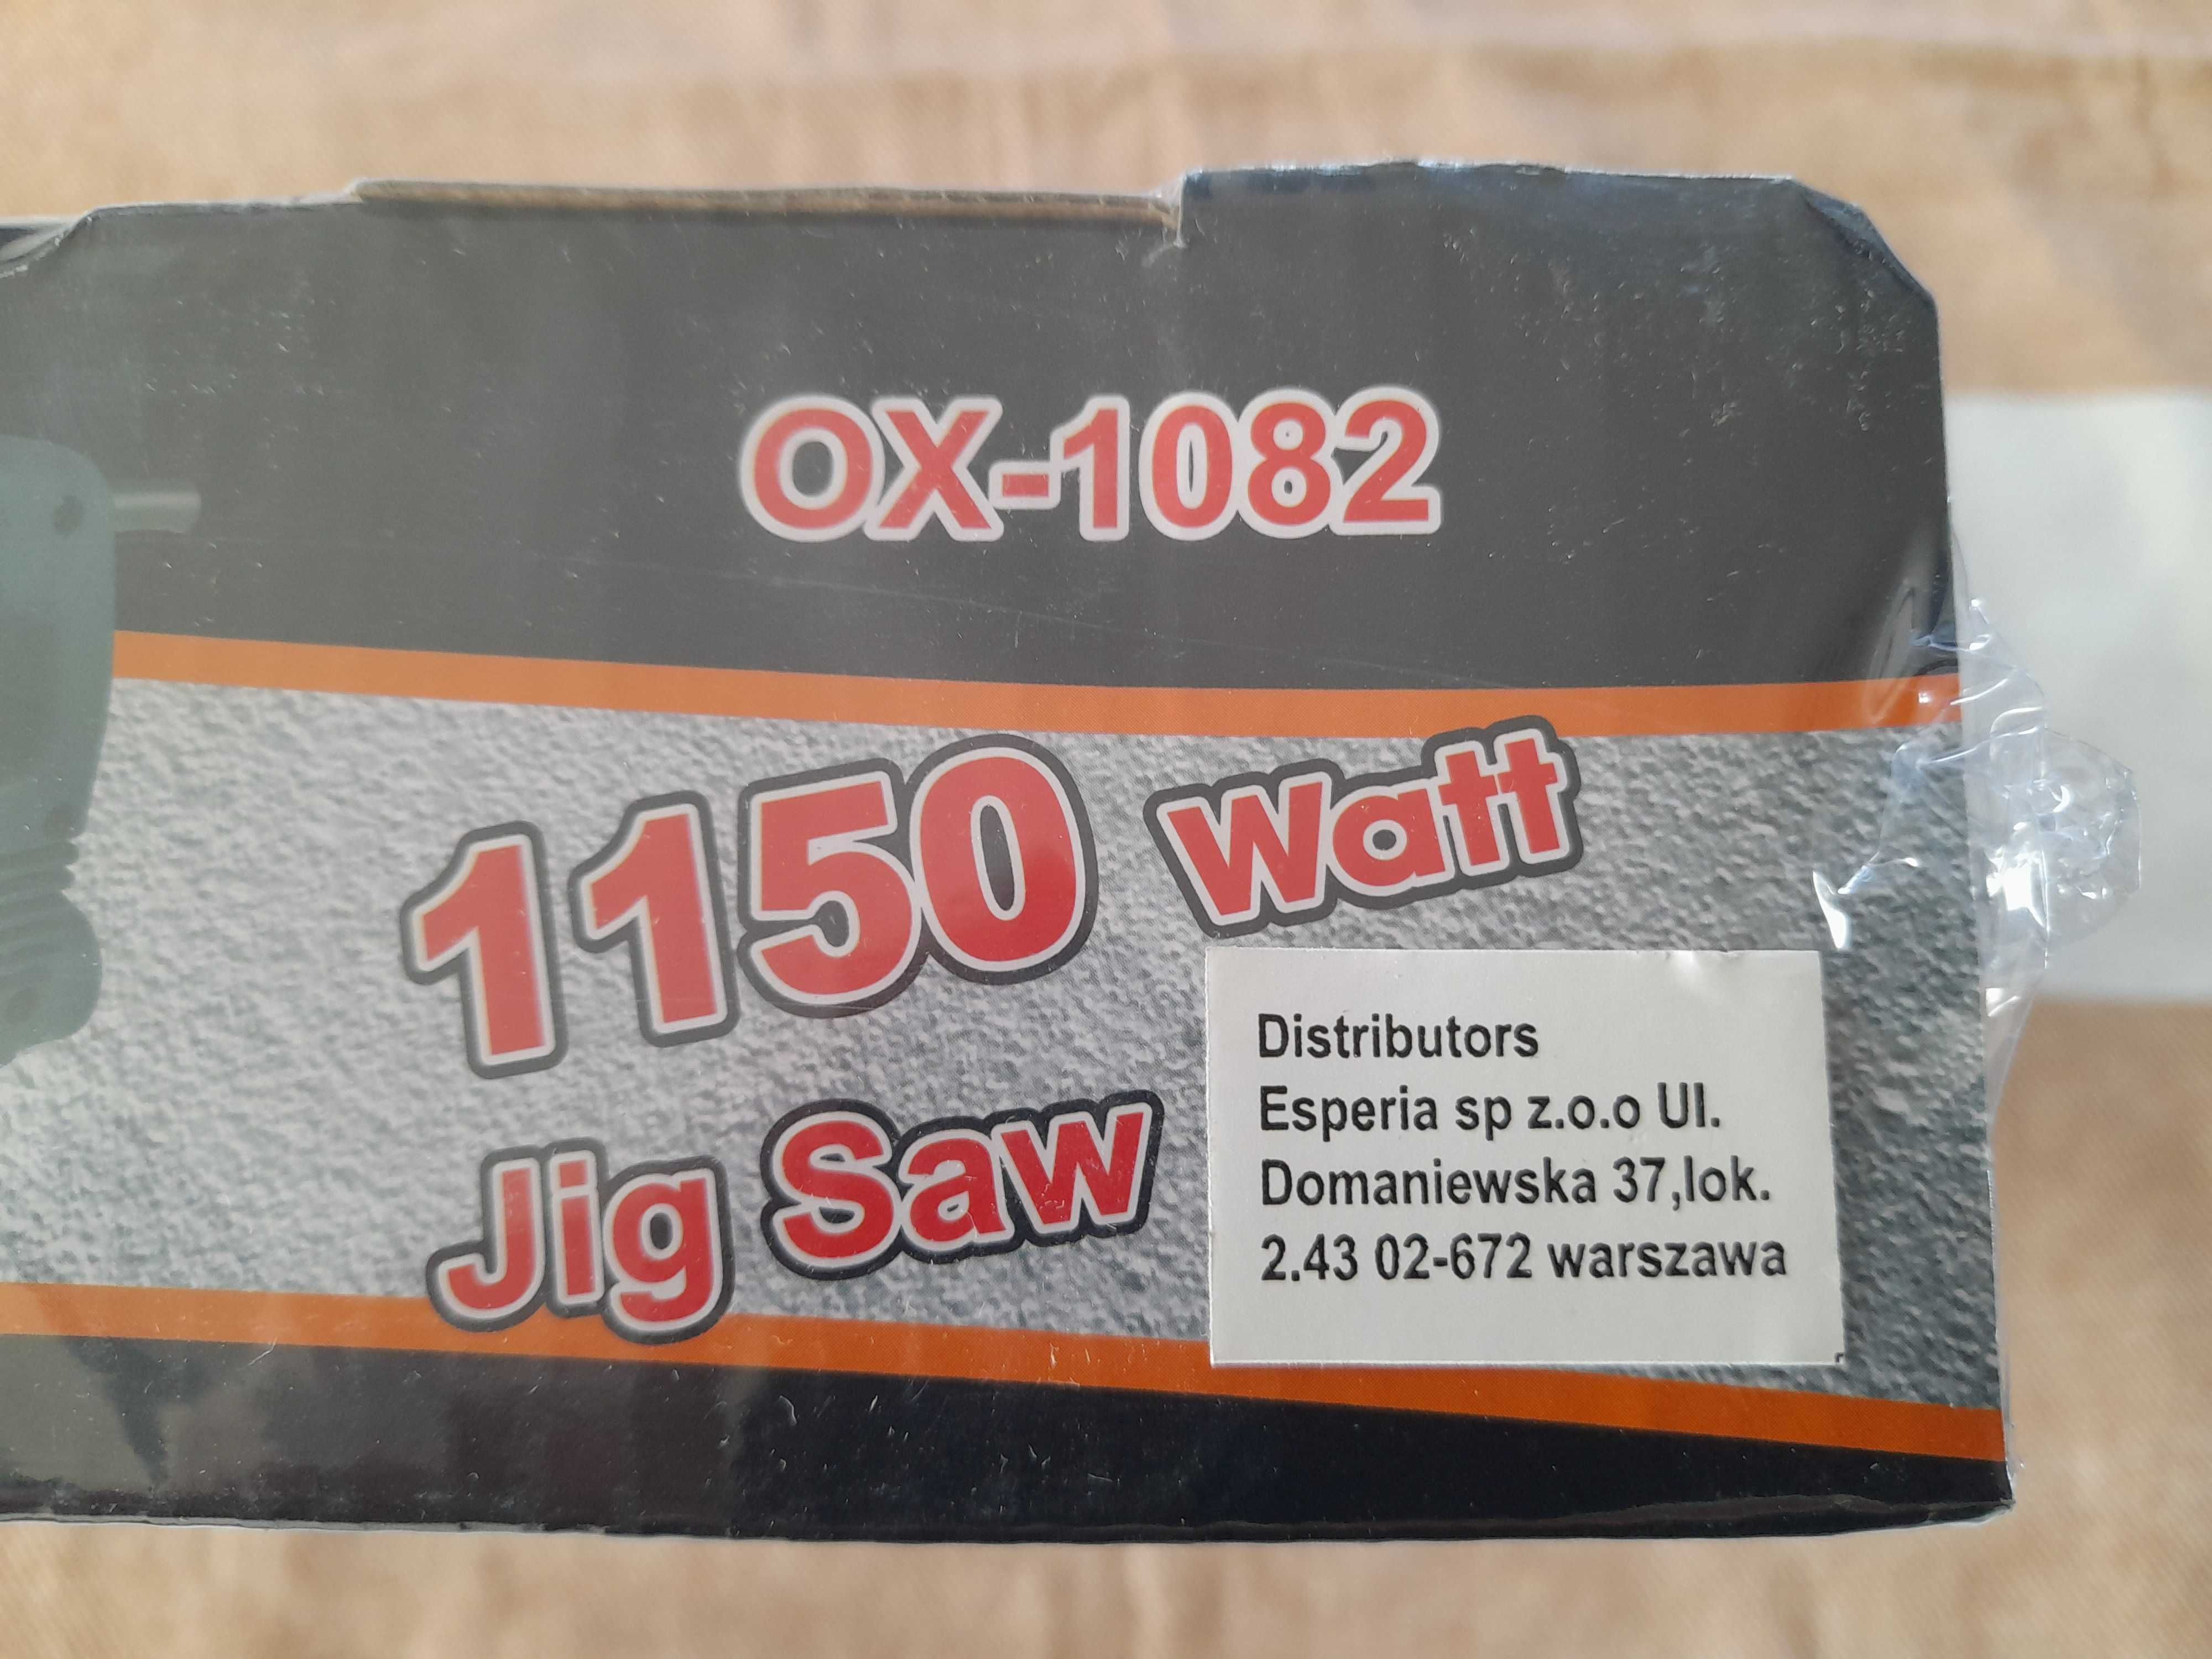 OX-1082
1150 Watt
Jig Saw
Distributors
Esperia sp z.o.o Ul.
Domaniewska 37,lok.
2.43 02-672 warszawa